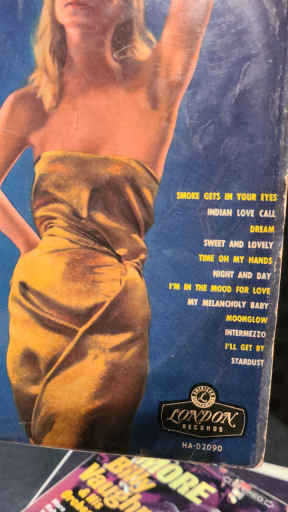 SMOKE GETS IN YOUR EYES
INDIAN LOVE CALL
DREAM
SWEET AND LOVELY
TIME ON MY HANDS
NIGHT AND DAY
I'M IN THE MOOD FOR LOVE
MY MELANCHOLY BABY
MOONGLOW
INTERMEZZO
I'LL GET BY
STARDUST
LONDON
RECORDS
HA-D2090
MORE
Billy
Vaughn